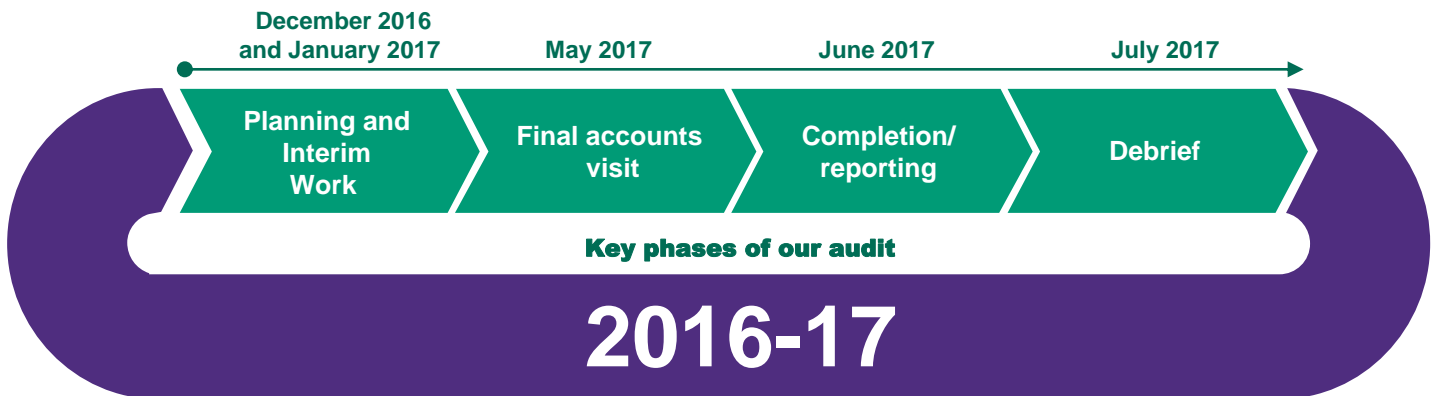 December 2016
and January 2017
May 2017
June 2017
July 2017
Planning and
Interim
Work
Final accounts
visit
Completion/
reporting
Debrief
Key phases of our audit
2016-17